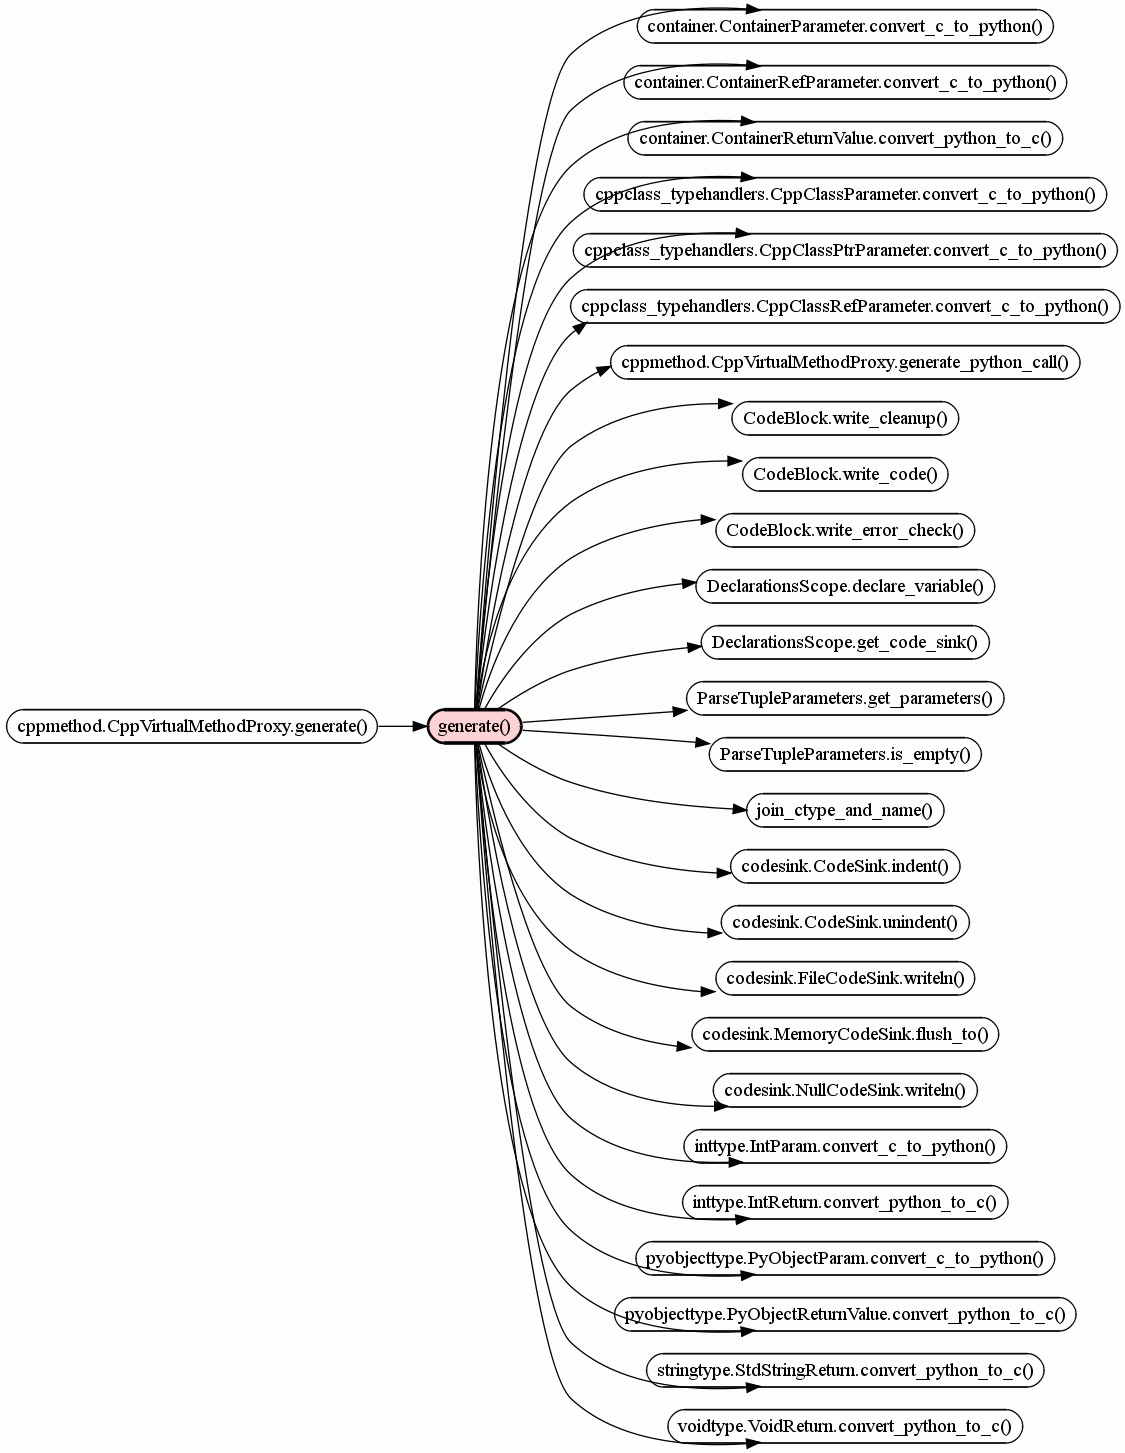 container.ContainerParameter.convert_c_to_python()
container.ContainerRefParameter.convert_c_to_python()
container.ContainerReturnValue.convert_python_to_c()
cppclass_typehandlers.CppClassParameter.convert_c_to_python()
cppclass_typehandlers.CppClassPtrParameter.convert_c_to_python()
cppclass_typehandlers.CppClassRefParameter.convert_c_to_python()
cppmethod.CppVirtualMethodProxy.generate_python_call()
CodeBlock.write_cleanup()
CodeBlock.write_code()
CodeBlock.write_error_check()
DeclarationsScope.declare_variable()
DeclarationsScope.get_code_sink()
ParseTupleParameters.get_parameters()
cppmethod.CppVirtualMethodProxy.generate()
generate()
ParseTupleParameters.is_empty()
join_ctype_and_name()
codesink.CodeSink.indent()
codesink.CodeSink.unindent()
codesink.FileCodeSink.writeln()
codesink.MemoryCodeSink.flush_to()
codesink.NullCodeSink.writeln()
inttype.IntParam.convert_c_to_python()
inttype.IntReturn.convert_python_to_c()
pyobjecttype.PyObjectParam.convert_c_to_python()
pyobjecttype.PyObjectReturnValue.convert_python_to_c()
stringtype.StdStringReturn.convert_python_to_c()
voidtype.VoidReturn.convert_python_to_c()